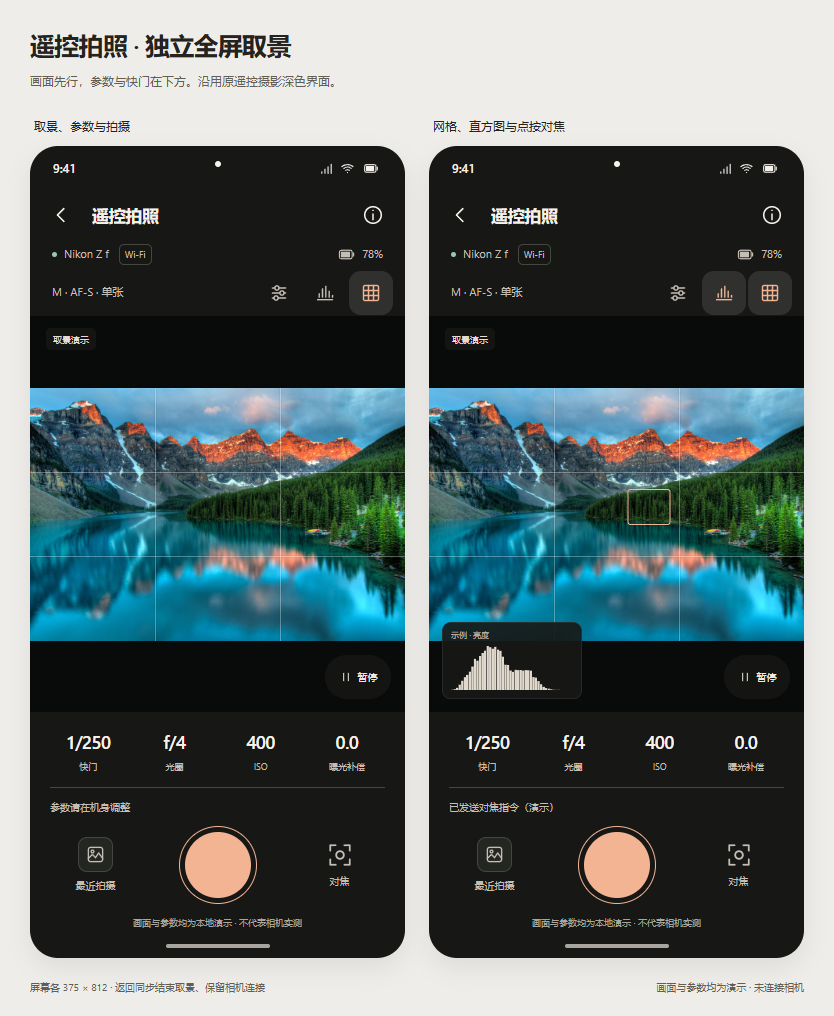 遥控拍照 · 独立全屏取景
画面先行，参数与快门在下方。沿用原遥控摄影深色界面。
取景、参数与拍摄
9:41
遥控拍照
Nikon Z f
Wi-Fi
78%
M · AF-S · 单张
取景演示
暂停
1/250
f/4
400
0.0
快门
光圈
ISO
曝光补偿
参数请在机身调整
最近拍摄
对焦
画面与参数均为本地演示 · 不代表相机实测
网格、直方图与点按对焦
9:41
遥控拍照
Nikon Z f
Wi-Fi
78%
M · AF-S · 单张
取景演示
示例 · 亮度
暂停
1/250
f/4
400
0.0
快门
光圈
ISO
曝光补偿
已发送对焦指令（演示）
最近拍摄
对焦
画面与参数均为本地演示 · 不代表相机实测
屏幕各 375 × 812 · 返回同步结束取景、保留相机连接
画面与参数均为演示 · 未连接相机